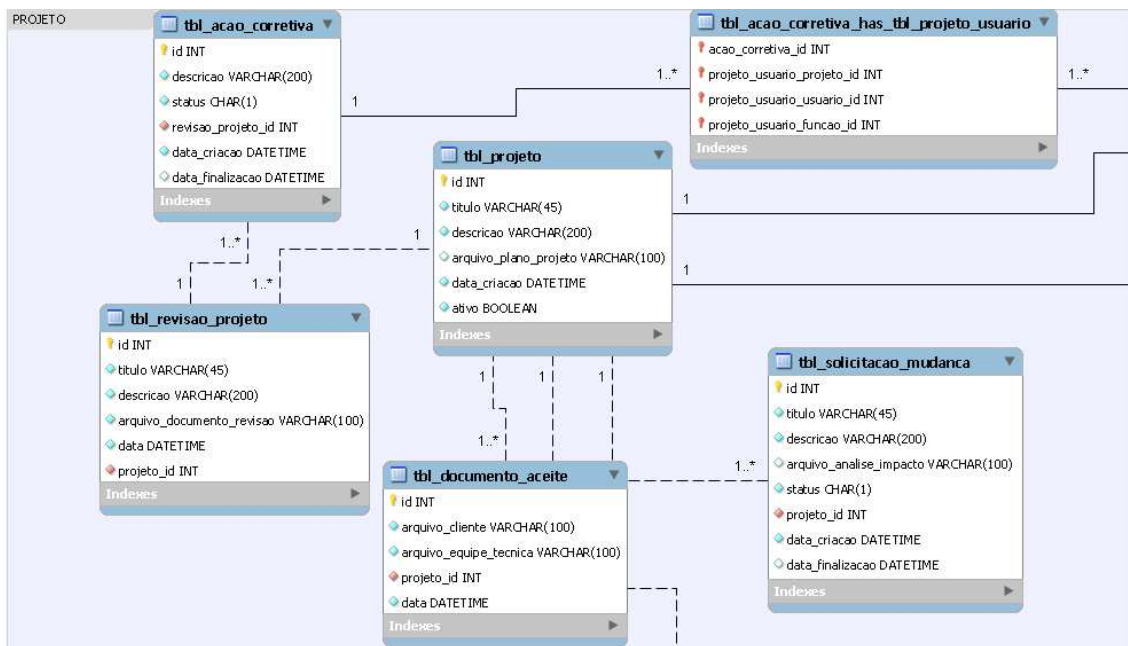 PROJETO
tbl_acao_corretiva
id INT
descricao VARCHAR(200)
status CHAR(1)
revisao_projeto_id INT
data_criacao DATETIME
data_finalizacao DATETIME
Indexes
tbl_acao_corretiva_has_tbl_projeto_usuario
acao_corretiva_id INT
projeto_usuario_projeto_id INT
projeto_usuario_usuario_id INT
projeto_usuario_funcao_id INT
Indexes
1
1..*
1..*
tbl_projeto
id INT
titulo VARCHAR(45)
descricao VARCHAR(200)
arquivo_plano_projeto VARCHAR(100)
data_criacao DATETIME
ativo BOOLEAN
Indexes
1
1
1..*
1
1
1..*
tbl_revisao_projeto
id INT
titulo VARCHAR(45)
descricao VARCHAR(200)
arquivo_documento_revisao VARCHAR(100)
data DATETIME
projeto_id INT
Indexes
1
1
1
1..*
1..*
tbl_solicitacao_mudanca
id INT
titulo VARCHAR(45)
descricao VARCHAR(200)
arquivo_analise_impacto VARCHAR(100)
status CHAR(1)
projeto_id INT
data_criacao DATETIME
data_finalizacao DATETIME
Indexes
tbl_documento_aceite
id INT
arquivo_cliente VARCHAR(100)
arquivo_equipe_tecnica VARCHAR(100)
projeto_id INT
data DATETIME
Indexes